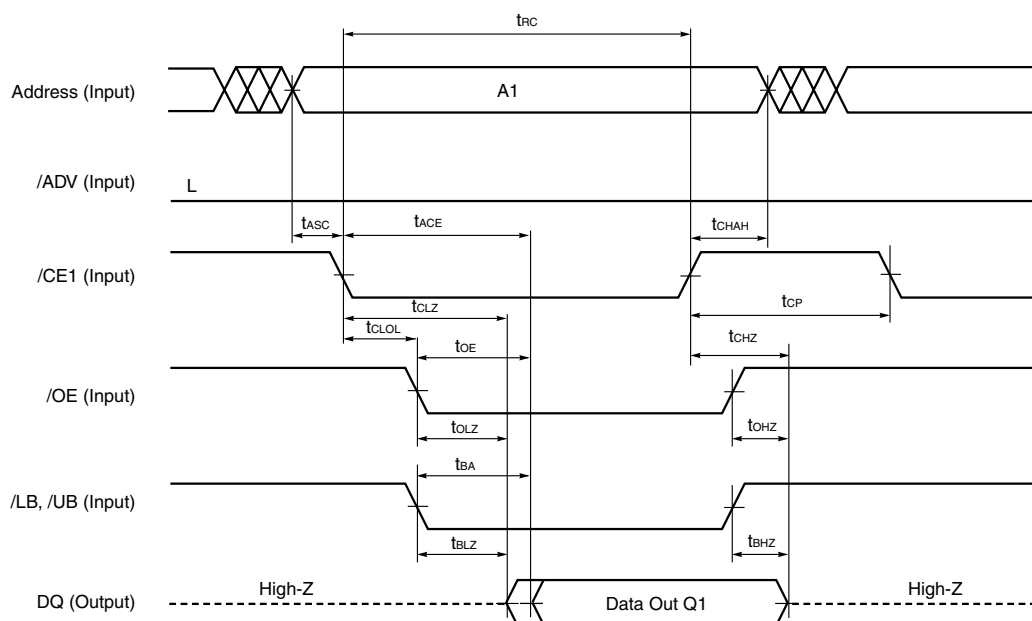 tRC
Address (Input)
A1
/ADV (Input)
L
tASC
tACE
tCHAH
/CE1 (Input)
tCP
tCLZ
tCLOL
tCHZ
tOE
/OE (Input)
tOLZ
tOHZ
tBA
/LB, /UB (Input)
tBLZ
tBHZ
High-Z
High-Z
DQ (Output)
Data Out Q1